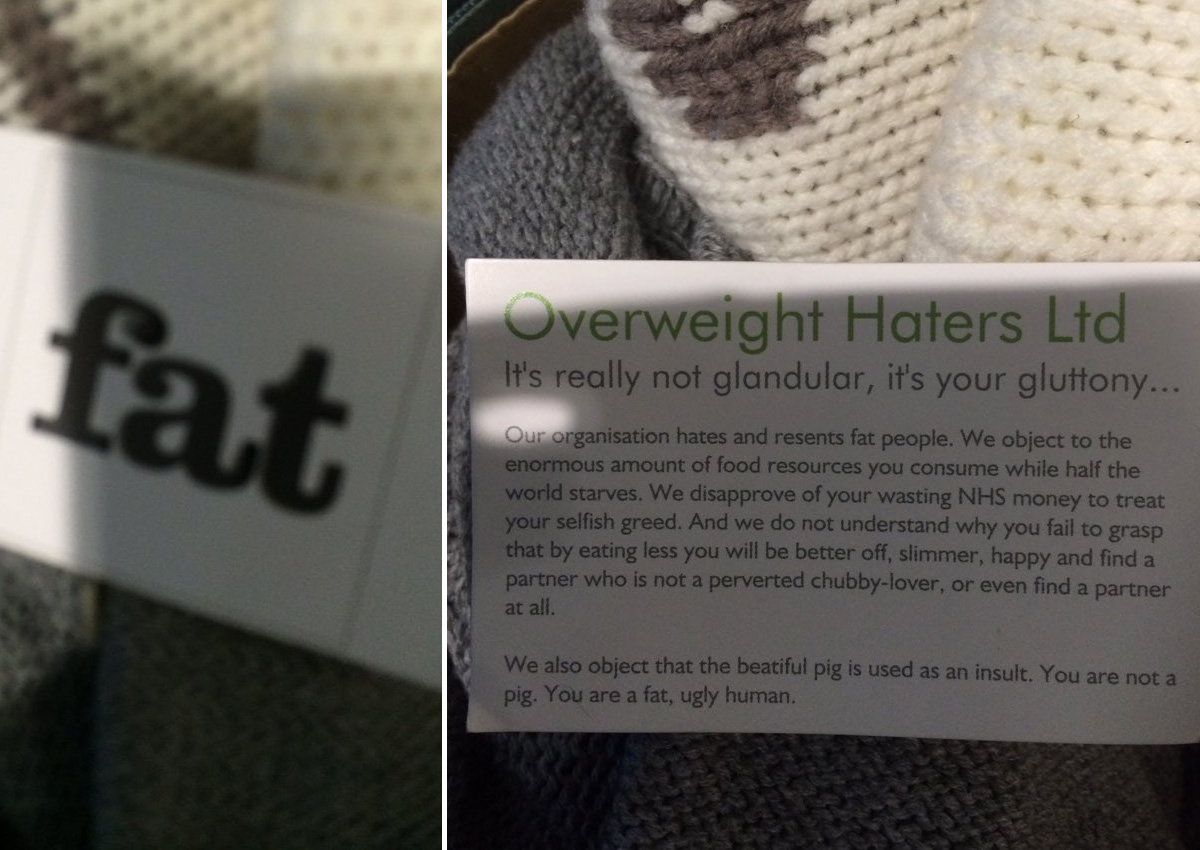 fat
Overweight Haters Ltd
It's really not glandular, it's your gluttony...
Our organisation hates and resents fat people. We object to the
enormous amount of food resources you consume while half the
world starves. We disapprove of your wasting NHS money to treat
your selfish greed. And we do not understand why you fail to grasp
that by eating less you will be better off, slimmer, happy and find a
partner who is not a perverted chubby-lover, or even find a partner
at all.
We also object that the beatiful pig is used as an insult. You are not a
pig. You are a fat, ugly human.